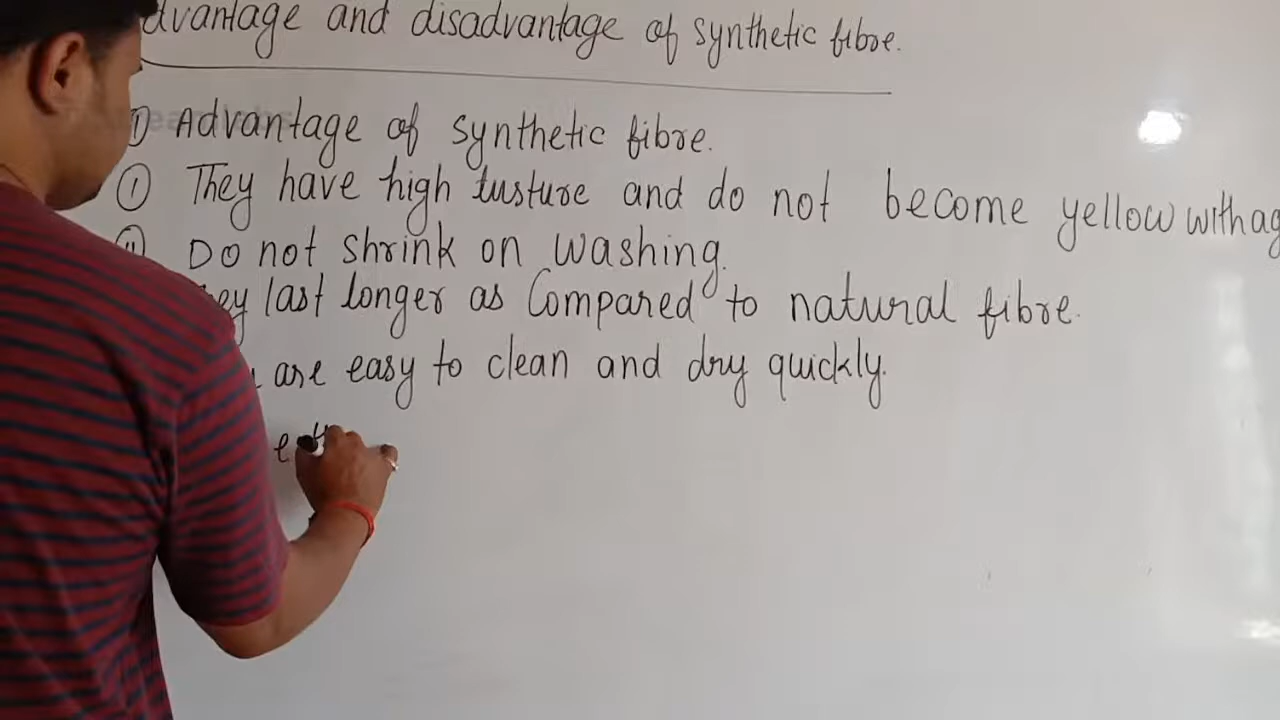 dvantage and disadvantage of synthetic fibre.
① Advantage of synthetic fibre.
① They have high lusture and do not become yellow with ag
② Do not shrink on washing.
ey last longer as Compared to natural fibre.
are easy to clean and dry quickly.